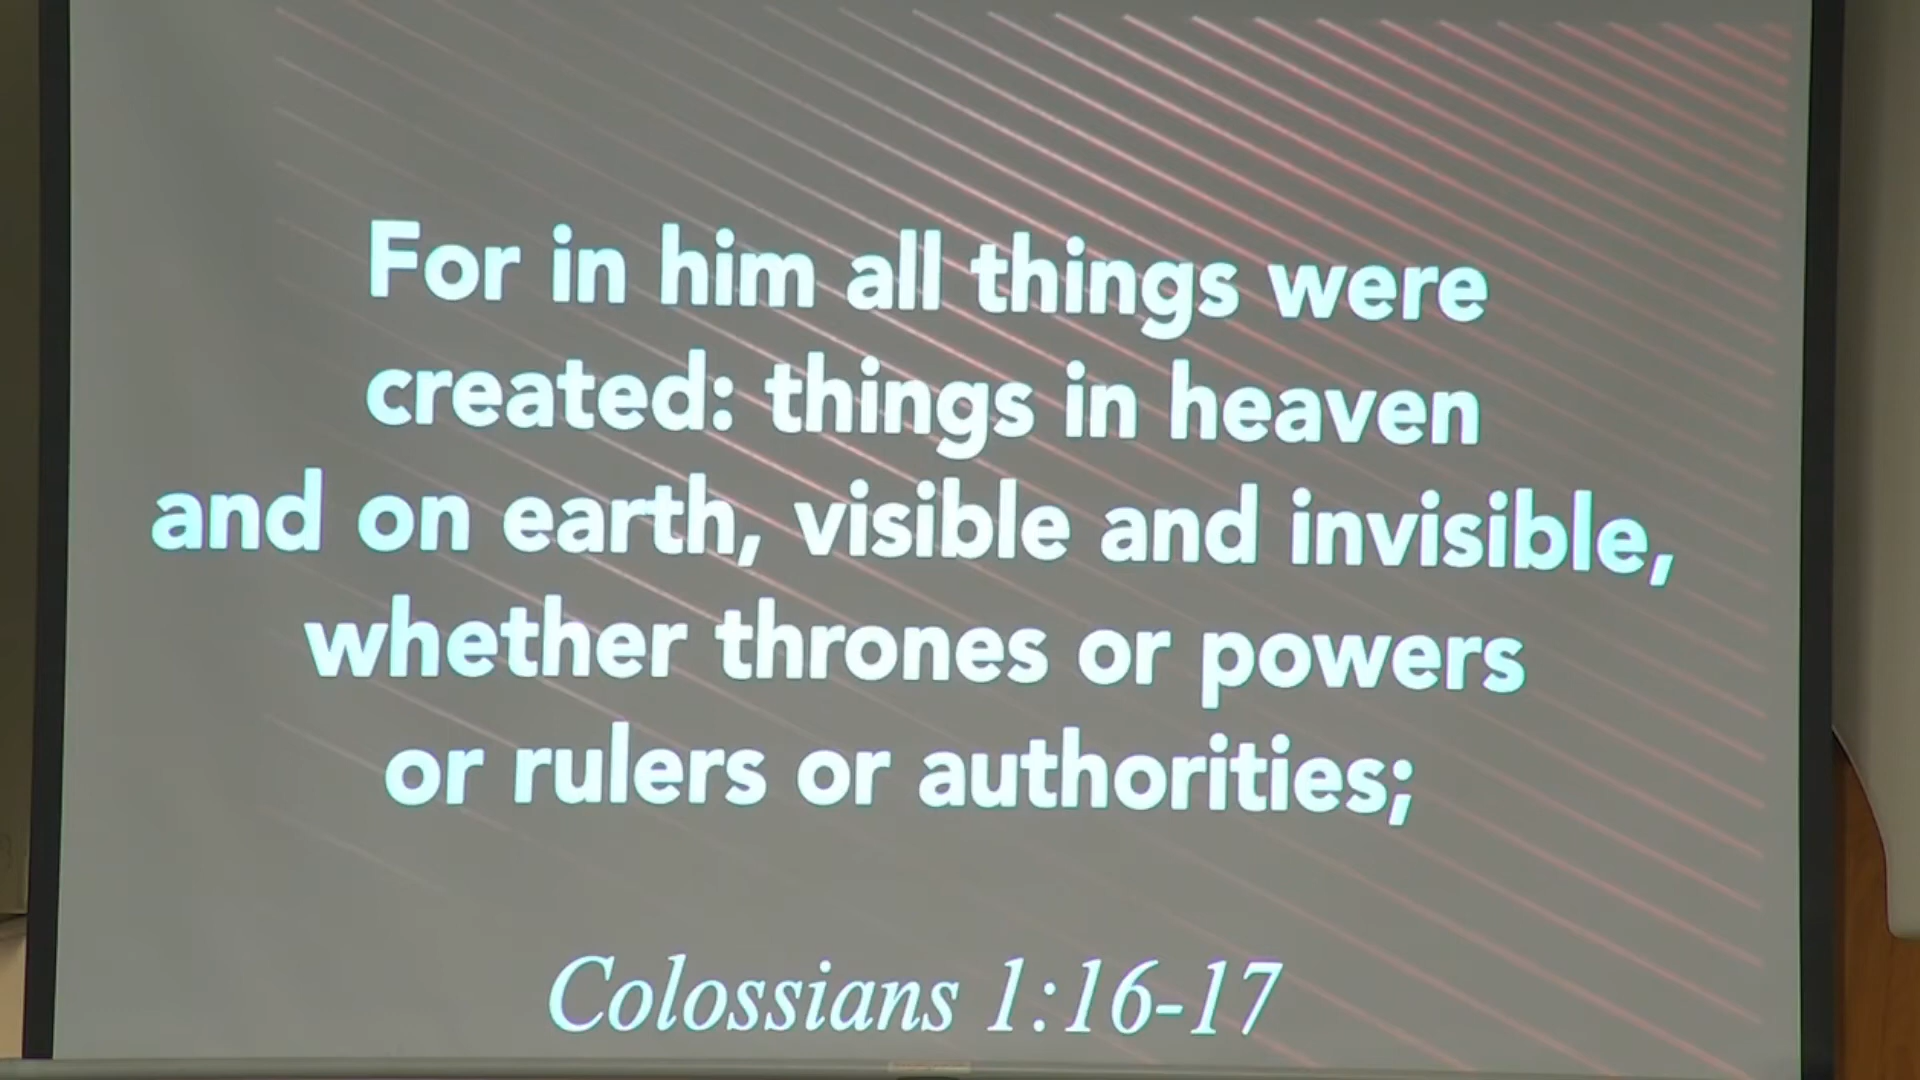 For in him all things were
created: things in heaven
and on earth, visible and invisible,
whether thrones or powers
or rulers or authorities;
Colossians 1:16-17